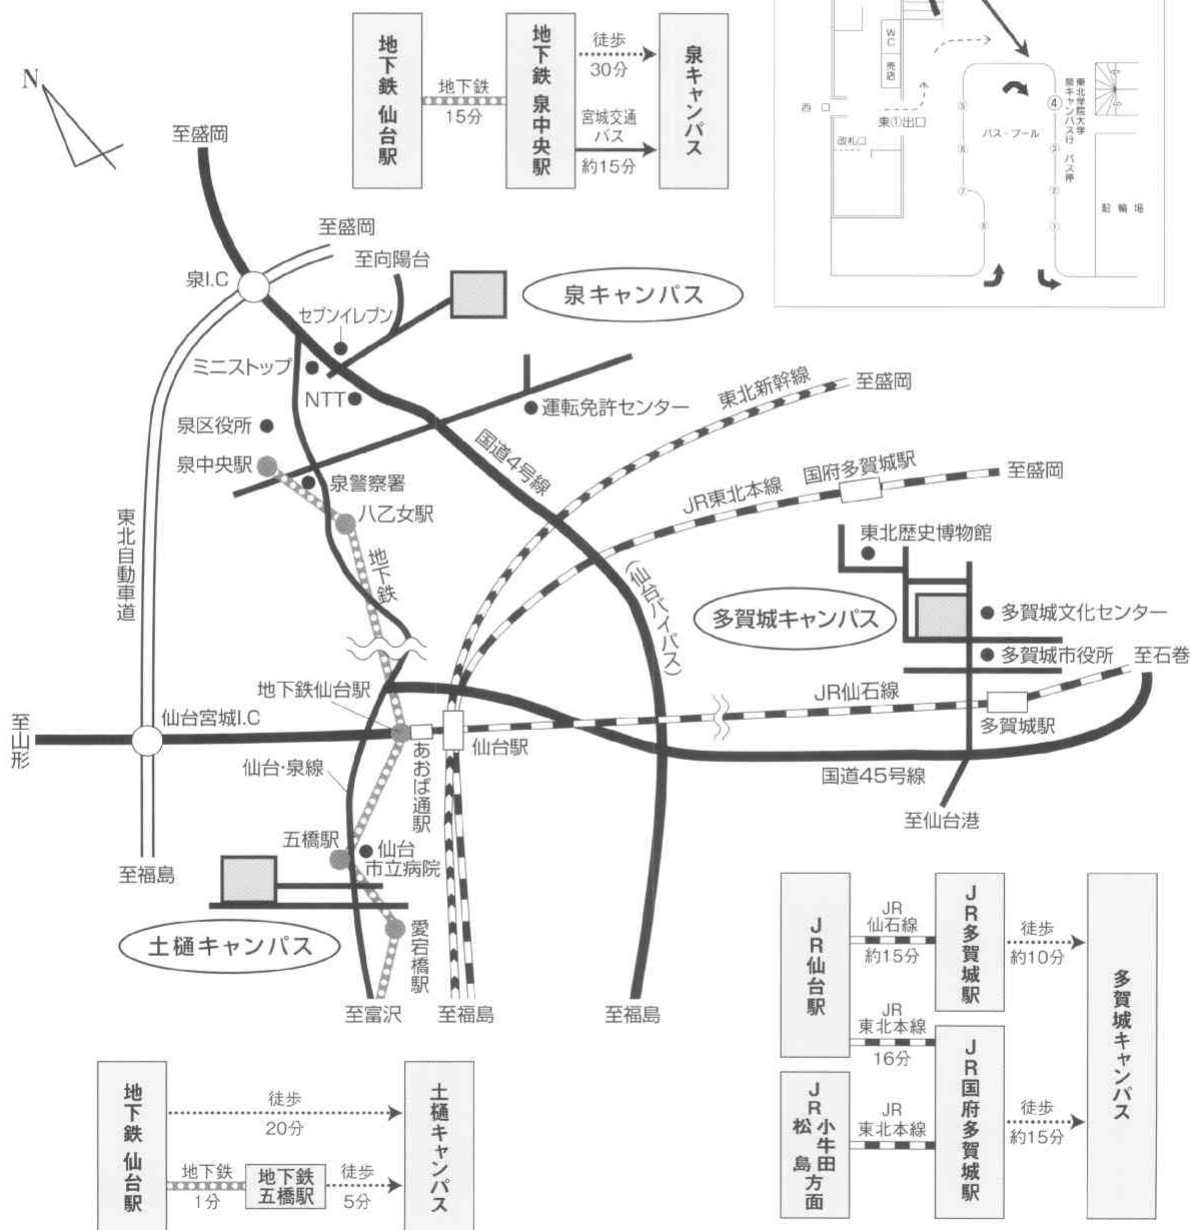 地下鉄 仙台駅
地下鉄
15分
地下鉄 泉中央駅
徒歩
30分
宮城交通
バス
約15分
泉キャンパス
WC
売店
西口
東①出口
改札口
バス・プール
④
東北学院大学
泉キャンパス行 バス停
⑤
⑥
⑦
⑧
③
②
①
駐輪場
N
至盛岡
至盛岡
至向陽台
泉I.C
泉キャンパス
セブンイレブン
ミニストップ
NTT
運転免許センター
東北新幹線
至盛岡
泉区役所
泉中央駅
泉警察署
八乙女駅
国道4号線
JR東北本線
国府多賀城駅
至盛岡
東北自動車道
地下鉄
(仙台バイパス)
東北歴史博物館
多賀城キャンパス
多賀城文化センター
多賀城市役所
至石巻
地下鉄仙台駅
JR仙石線
多賀城駅
至山形
仙台宮城I.C
あおば通駅
仙台駅
仙台・泉線
国道45号線
至仙台港
五橋駅
仙台
市立病院
至福島
土樋キャンパス
愛宕橋駅
至富沢
至福島
至福島
地下鉄 仙台駅
徒歩
20分
地下鉄
1分
地下鉄
五橋駅
徒歩
5分
土樋キャンパス
JR仙台駅
JR
仙石線
約15分
JR多賀城駅
徒歩
約10分
JR
東北本線
16分
JR 小牛田 松島 方面
JR
東北本線
JR国府多賀城駅
徒歩
約15分
多賀城キャンパス